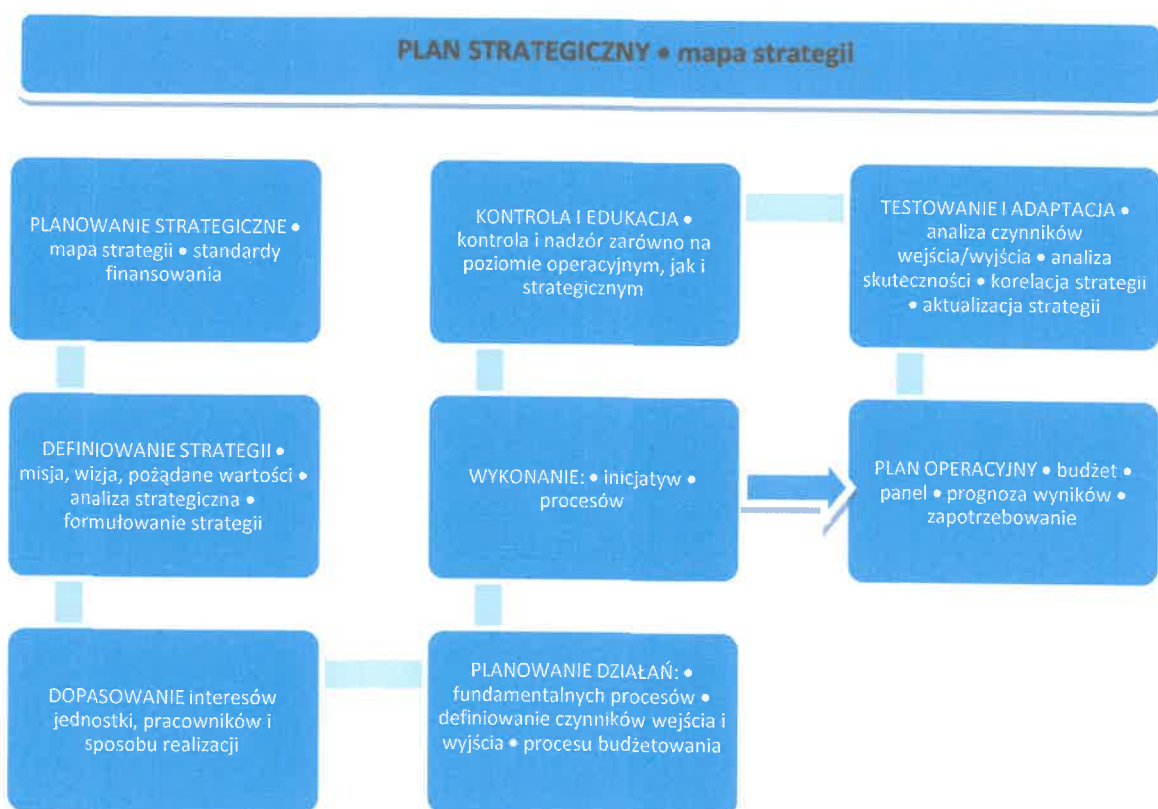 PLAN STRATEGICZNY • mapa strategii
PLANOWANIE STRATEGICZNE •
mapa strategii • standardy
finansowania
DEFINIOWANIE STRATEGII •
misja, wizja, pożądane wartości •
analiza strategiczna •
formułowanie strategii
DOPASOWANIE interesów
jednostki, pracowników i
sposobu realizacji
PLANOWANIE DZIAŁAŃ: •
fundamentalnych procesów •
definiowanie czynników wejścia i
wyjścia • procesu budżetowania
WYKONANIE: • inicjatyw •
procesów
KONTROLA I EDUKACJA •
kontrola i nadzór zarówno na
poziomie operacyjnym, jak i
strategicznym
TESTOWANIE I ADAPTACJA •
analiza czynników
wejścia/wyjścia • analiza
skuteczności • korelacja strategii
• aktualizacja strategii
PLAN OPERACYJNY • budżet •
panel • prognoza wyników •
zapotrzebowanie